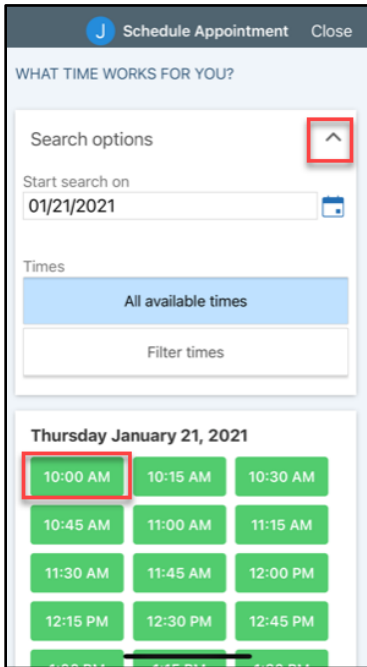 J Schedule Appointment Close
WHAT TIME WORKS FOR YOU?
Search options
Start search on
01/21/2021
Times
All available times
Filter times
Thursday January 21, 2021
10:00 AM 10:15 AM 10:30 AM
10:45 AM 11:00 AM 11:15 AM
11:30 AM 11:45 AM 12:00 PM
12:15 PM 12:30 PM 12:45 PM